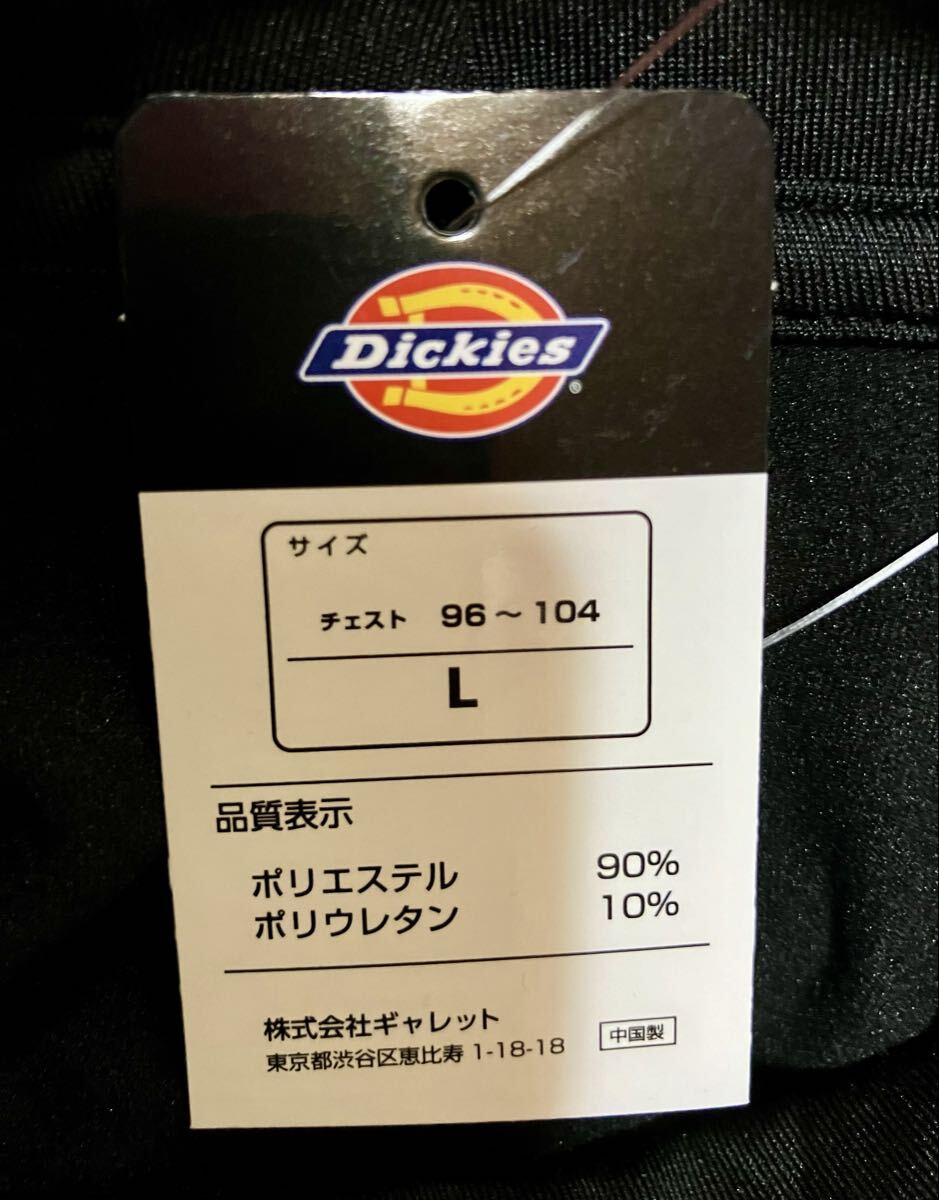 Dickies®
サイズ
チェスト 96～104
L
品質表示
ポリエステル 90%
ポリウレタン 10%
株式会社ギャレット
東京都渋谷区恵比寿 1-18-18
中国製